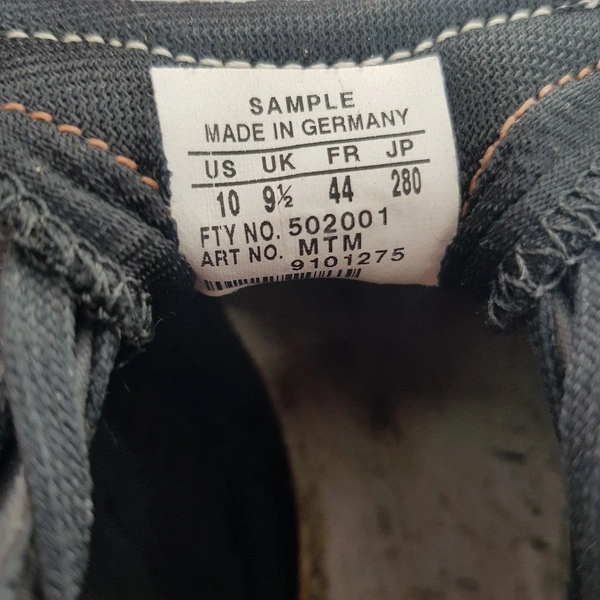 SAMPLE
MADE IN GERMANY
US UK FR JP
10 9½ 44 280
FTY NO. 502001
ART NO. MTM
9101275